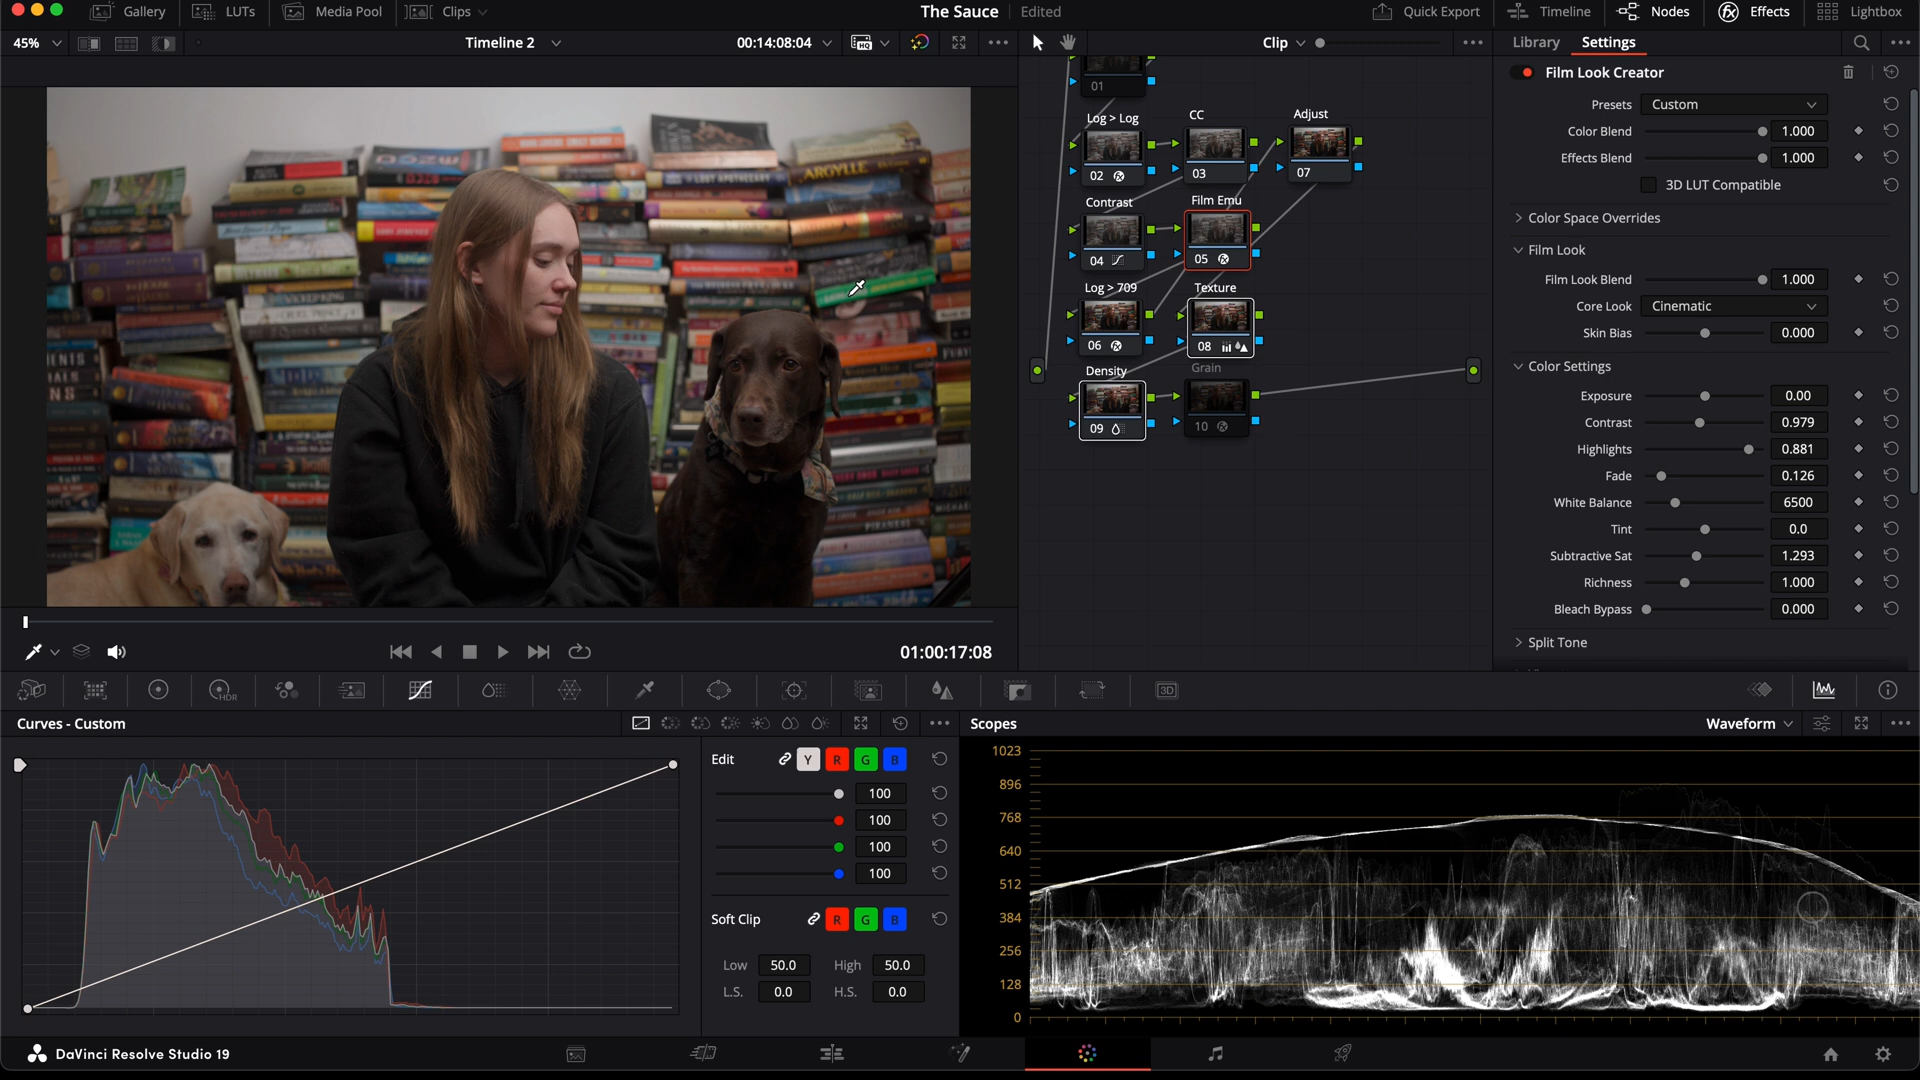 Gallery LUTs Media Pool Clips The Sauce Edited Quick Export Timeline Nodes Effects Lightbox
45% Timeline 2 00:14:08:04 HQ Clip Library Settings
Film Look Creator
Presets Custom
Color Blend 1.000
Effects Blend 1.000
3D LUT Compatible
Color Space Overrides
Film Look
Film Look Blend 1.000
Core Look Cinematic
Skin Bias 0.000
Color Settings
Exposure 0.00
Contrast 0.979
Highlights 0.881
Fade 0.126
White Balance 6500
Tint 0.0
Subtractive Sat 1.293
Richness 1.000
Bleach Bypass 0.000
Split Tone
01
Log > Log CC Adjust
02 03 07
Contrast Film Emu
04 05
Log > 709 Texture
06 08
Density Grain
09 10
ARGOYLLE
01:00:17:08
HDR 3D
Curves - Custom
Edit Y R G B
100
100
100
100
Soft Clip R G B
Low 50.0 High 50.0
L.S. 0.0 H.S. 0.0
Scopes Waveform
1023
896
768
640
512
384
256
128
0
DaVinci Resolve Studio 19